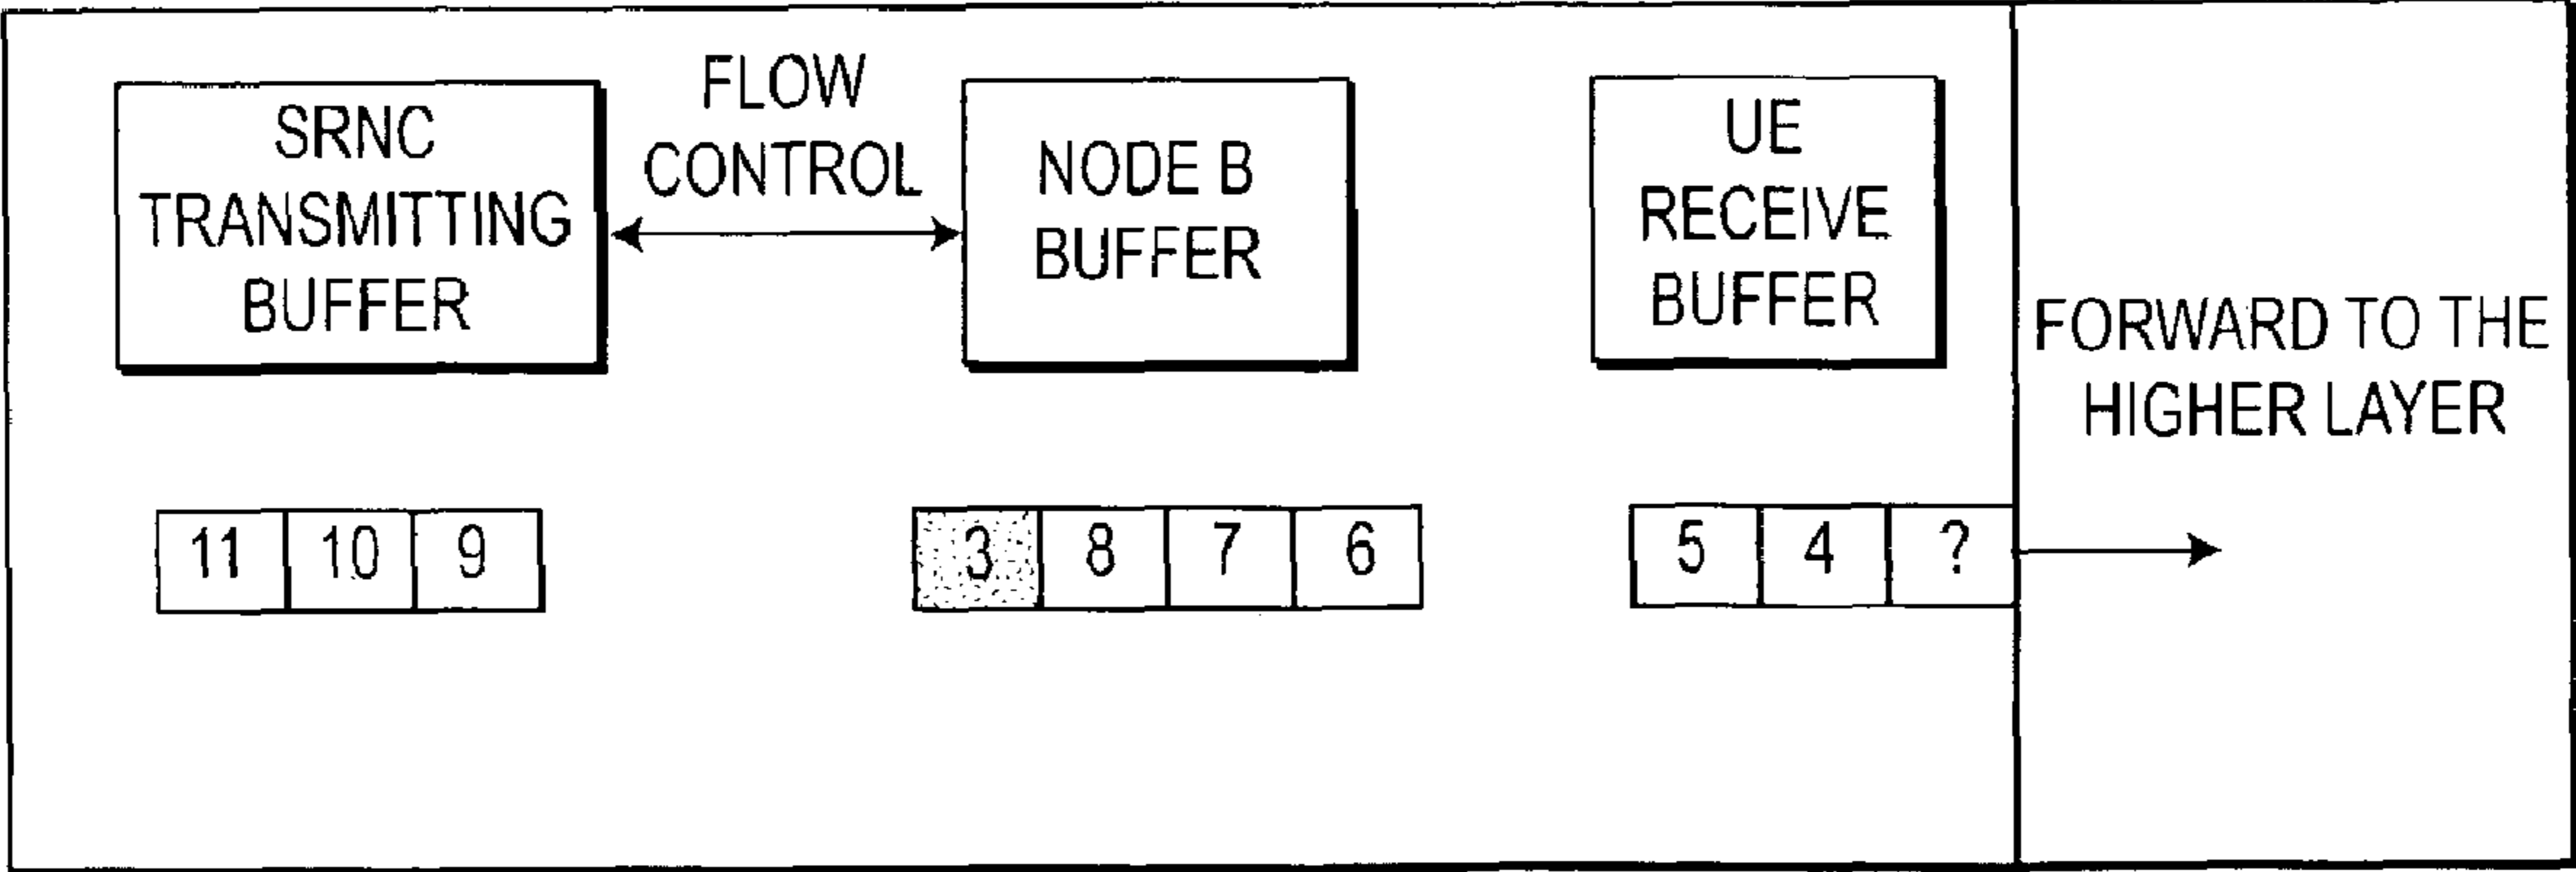 SRNC
TRANSMITTING
BUFFER
FLOW
CONTROL
NODE B
BUFFER
UE
RECEIVE
BUFFER
FORWARD TO THE
HIGHER LAYER
11 10 9
3 8 7 6
5 4 ?